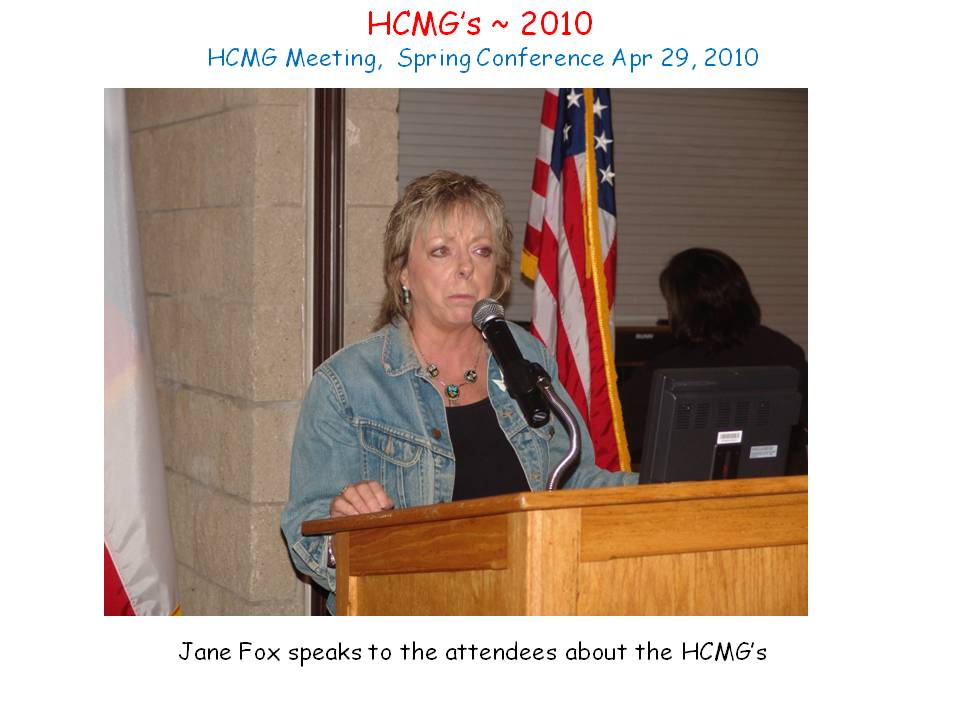 HCMG's ~ 2010
HCMG Meeting, Spring Conference Apr 29, 2010
Jane Fox speaks to the attendees about the HCMG's